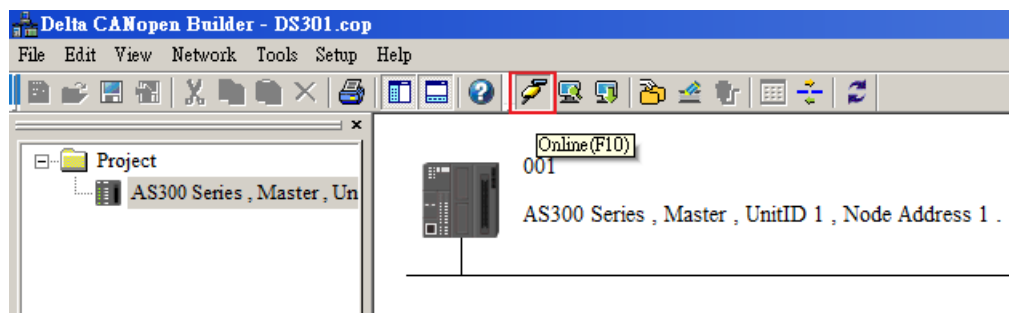 Delta CANopen Builder - DS301.cop
File Edit View Network Tools Setup Help
Online(F10)
Project
AS300 Series , Master , Un
001
AS300 Series , Master , UnitID 1 , Node Address 1 .